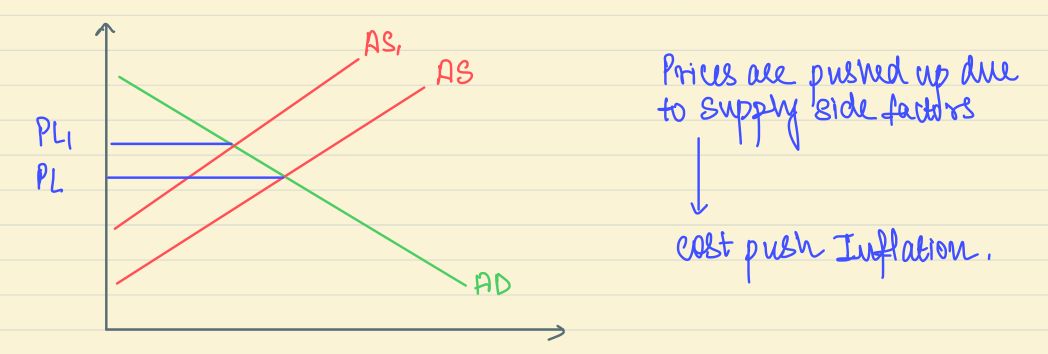 AS₁
AS
PL₁
PL
AD
Prices are pushed up due
to supply side factors
Cost push Inflation.